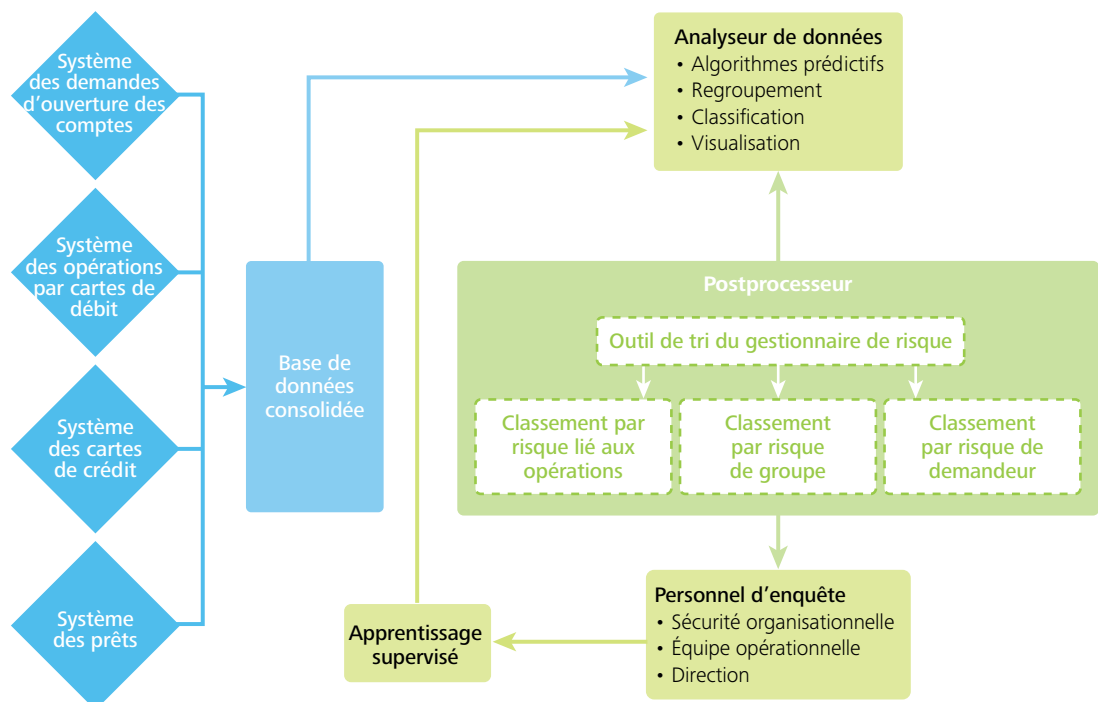 Système
des demandes
d'ouverture des
comptes
Système
des opérations
par cartes de
débit
Système
des cartes
de crédit
Système
des prêts
Base de
données
consolidée
Analyseur de données
• Algorithmes prédictifs
• Regroupement
• Classification
• Visualisation
Postprocesseur
Outil de tri du gestionnaire de risque
Classement par
risque lié aux
opérations
Classement
par risque
de groupe
Classement
par risque de
demandeur
Personnel d'enquête
• Sécurité organisationnelle
• Équipe opérationnelle
• Direction
Apprentissage
supervisé